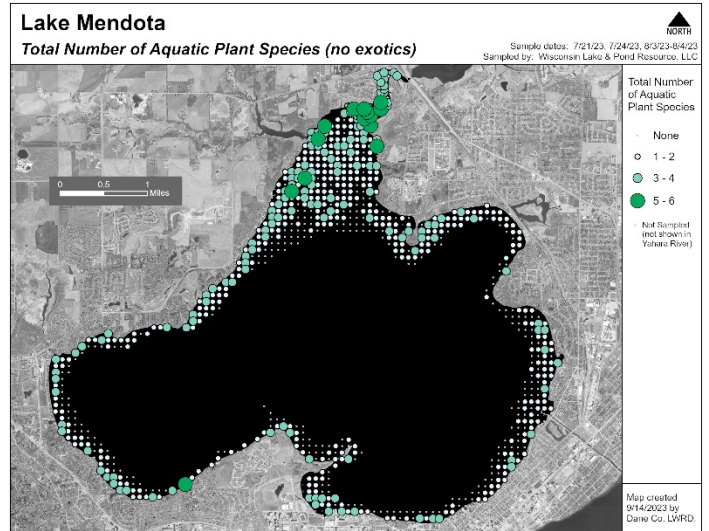 Lake Mendota
Total Number of Aquatic Plant Species (no exotics)
NORTH
Sample dates: 7/21/23, 7/24/23, 8/3/23-8/4/23
Sampled by: Wisconsin Lake & Pond Resource, LLC
0 0.5 1
Miles
Total Number
of Aquatic
Plant Species
None
1 - 2
3 - 4
5 - 6
Not Sampled
(not shown in
Yahara River)
Map created
9/14/2023 by
Dane Co. LWRD.